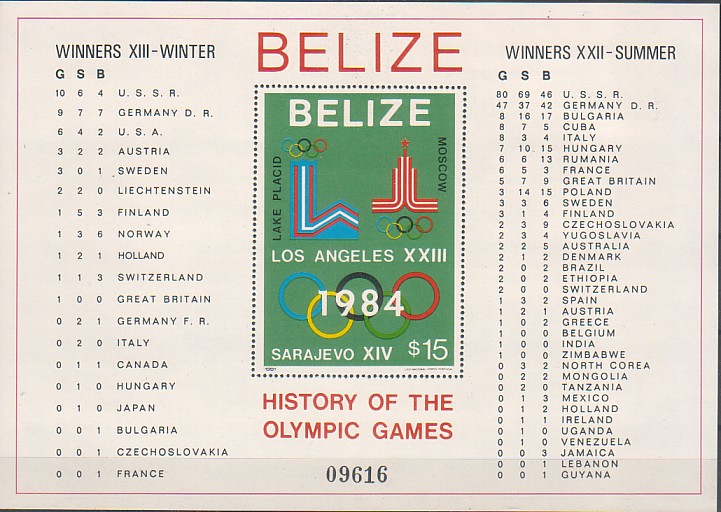 WINNERS XIII-WINTER
G S B
10 6 4 U. S. S. R.
9 7 7 GERMANY D. R.
6 4 2 U. S. A.
3 2 2 AUSTRIA
3 0 1 SWEDEN
2 2 0 LIECHTENSTEIN
1 5 3 FINLAND
1 3 6 NORWAY
1 2 1 HOLLAND
1 1 3 SWITZERLAND
1 0 0 GREAT BRITAIN
0 2 1 GERMANY F. R.
0 2 0 ITALY
0 1 1 CANADA
0 1 0 HUNGARY
0 1 0 JAPAN
0 0 1 BULGARIA
0 0 1 CZECHOSLOVAKIA
0 0 1 FRANCE
BELIZE
BELIZE
LAKE PLACID
MOSCOW
LOS ANGELES XXIII
1984
SARAJEVO XIV $15
1981
HISTORY OF THE
OLYMPIC GAMES
09616
WINNERS XXII-SUMMER
G S B
80 69 46 U. S. S. R.
47 37 42 GERMANY D. R.
8 16 17 BULGARIA
8 7 5 CUBA
8 3 4 ITALY
7 10 15 HUNGARY
6 6 13 RUMANIA
6 5 3 FRANCE
5 7 9 GREAT BRITAIN
3 14 15 POLAND
3 3 6 SWEDEN
3 1 4 FINLAND
2 3 9 CZECHOSLOVAKIA
2 3 4 YUGOSLAVIA
2 2 5 AUSTRALIA
2 1 2 DENMARK
2 0 2 BRAZIL
2 0 2 ETHIOPIA
2 0 0 SWITZERLAND
1 3 2 SPAIN
1 2 1 AUSTRIA
1 0 2 GREECE
1 0 0 BELGIUM
1 0 0 INDIA
1 0 0 ZIMBABWE
0 3 2 NORTH COREA
0 2 2 MONGOLIA
0 2 0 TANZANIA
0 1 3 MEXICO
0 1 2 HOLLAND
0 1 1 IRELAND
0 1 0 UGANDA
0 1 0 VENEZUELA
0 0 3 JAMAICA
0 0 1 LEBANON
0 0 1 GUYANA